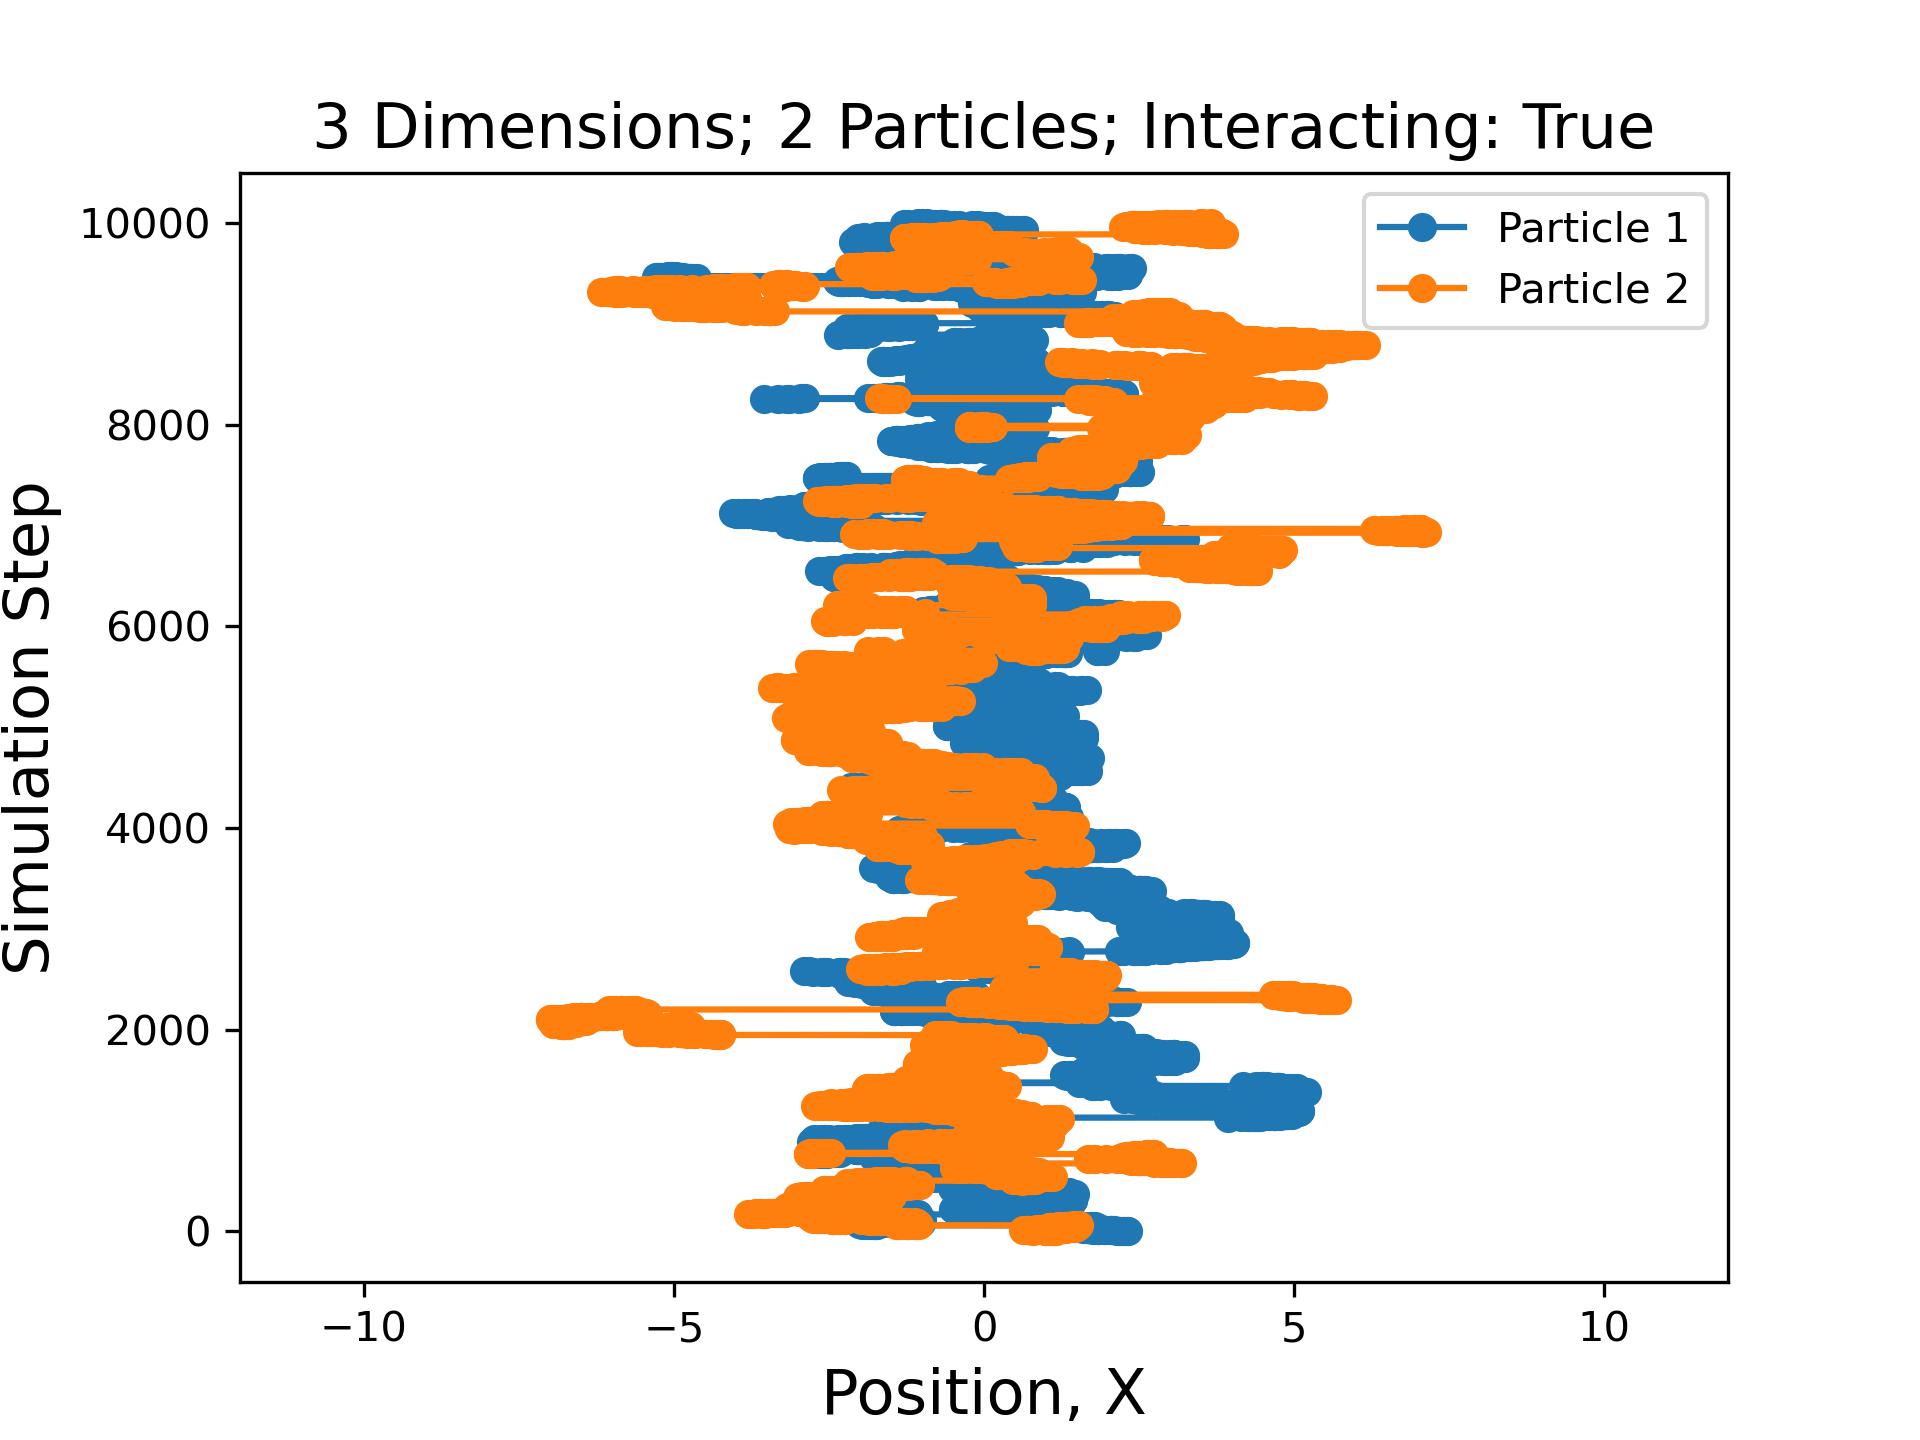 3 Dimensions; 2 Particles; Interacting: True
Particle 1
Particle 2
10000
8000
6000
4000
2000
0
Simulation Step
−10
−5
0
5
10
Position, X